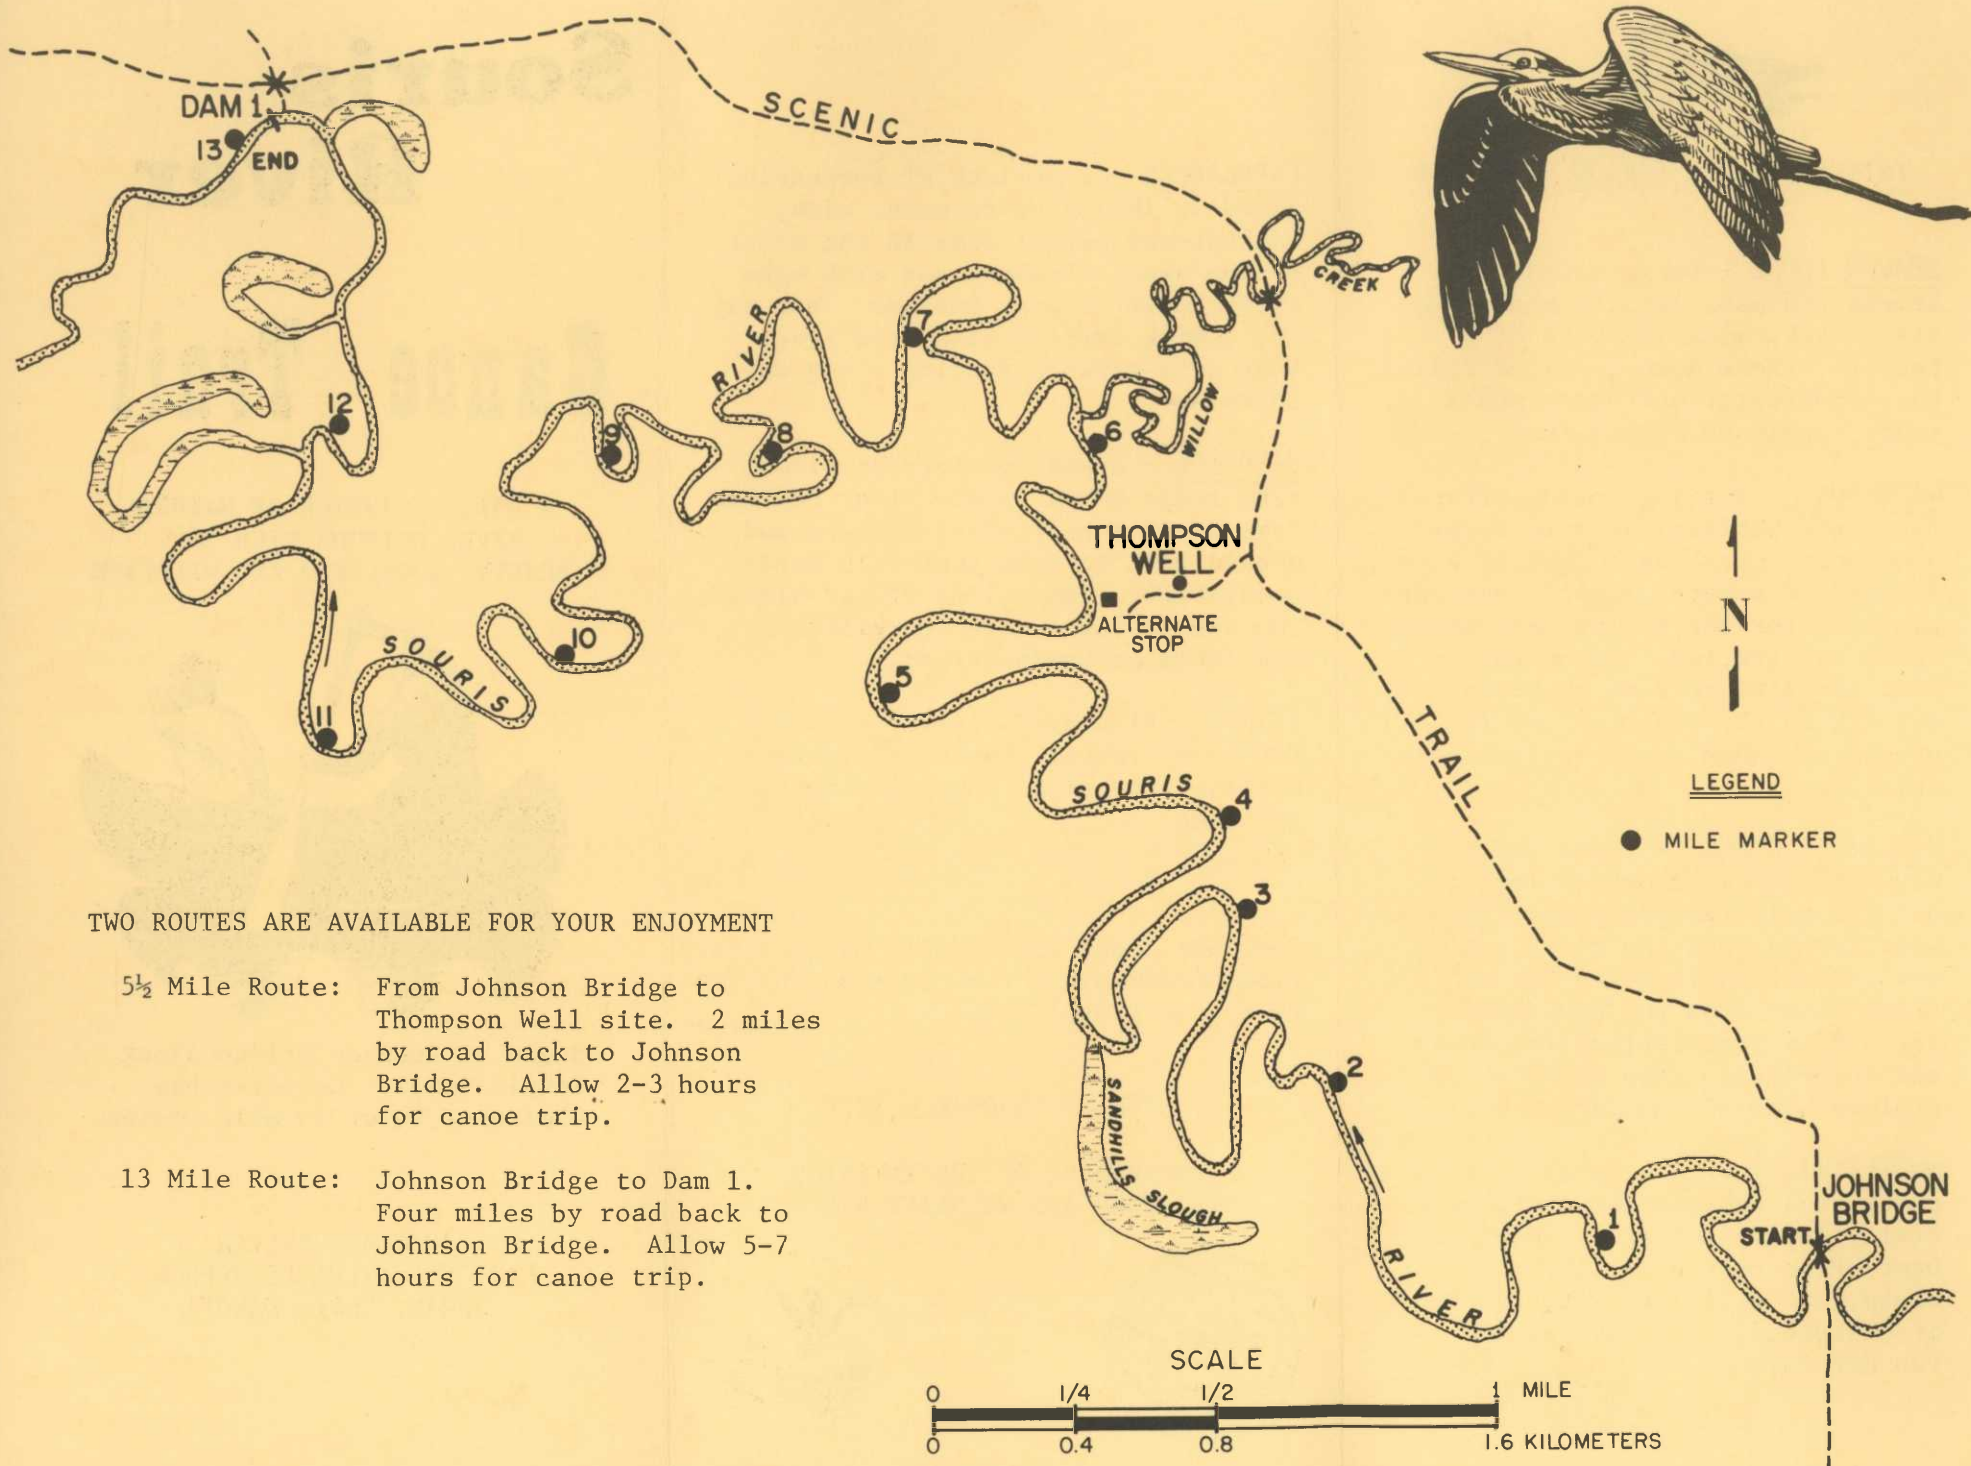 SCENIC
DAM 1
13
END
CREEK
RIVER
7
WILLOW
12
9
8
6
THOMPSON
WELL
ALTERNATE
STOP
N
SOURIS
10
5
11
TRAIL
SOURIS
4
LEGEND
MILE MARKER
3
TWO ROUTES ARE AVAILABLE FOR YOUR ENJOYMENT
5½ Mile Route: From Johnson Bridge to
Thompson Well site. 2 miles
by road back to Johnson
Bridge. Allow 2-3 hours
for canoe trip.
2
SANDHILLS SLOUGH
13 Mile Route: Johnson Bridge to Dam 1.
Four miles by road back to
Johnson Bridge. Allow 5-7
hours for canoe trip.
JOHNSON
BRIDGE
START
1
RIVER
SCALE
0 1/4 1/2 1 MILE
0 0.4 0.8 1.6 KILOMETERS